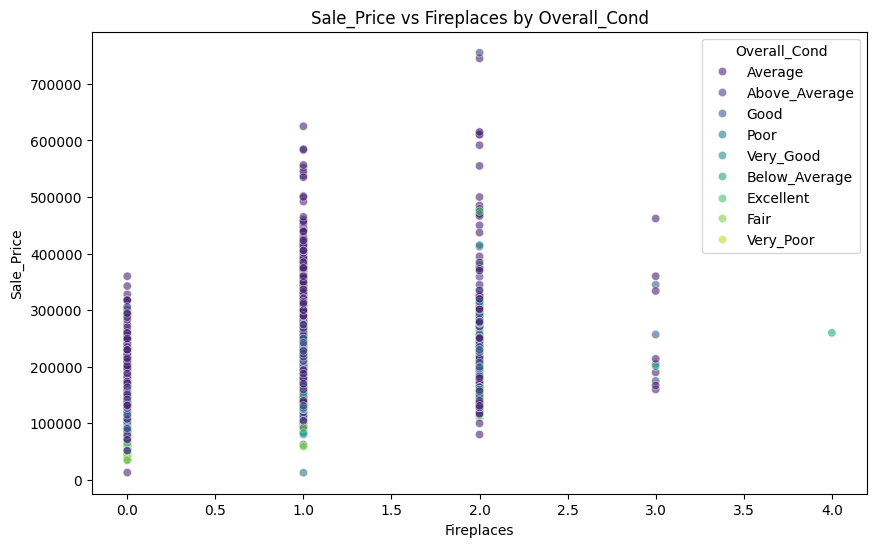 Sale_Price vs Fireplaces by Overall_Cond
Overall_Cond
Average
Above_Average
Good
Poor
Very_Good
Below_Average
Excellent
Fair
Very_Poor
Sale_Price
700000
600000
500000
400000
300000
200000
100000
0
0.0 0.5 1.0 1.5 2.0 2.5 3.0 3.5 4.0
Fireplaces